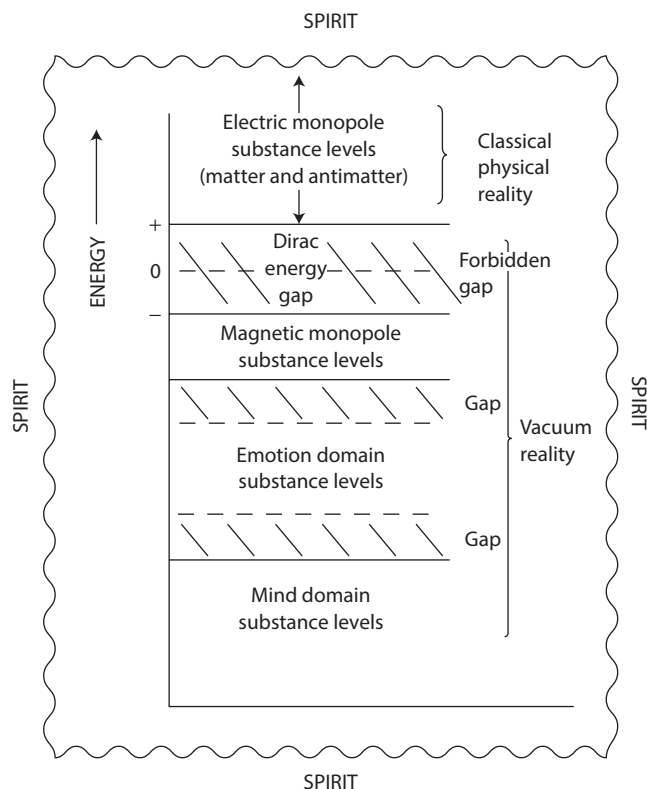 SPIRIT
Electric monopole
substance levels
(matter and antimatter)
Classical
physical
reality
ENERGY
+
0
−
Dirac
energy
gap
Forbidden
gap
Magnetic monopole
substance levels
Gap
Emotion domain
substance levels
Vacuum
reality
Gap
Mind domain
substance levels
SPIRIT
SPIRIT
SPIRIT